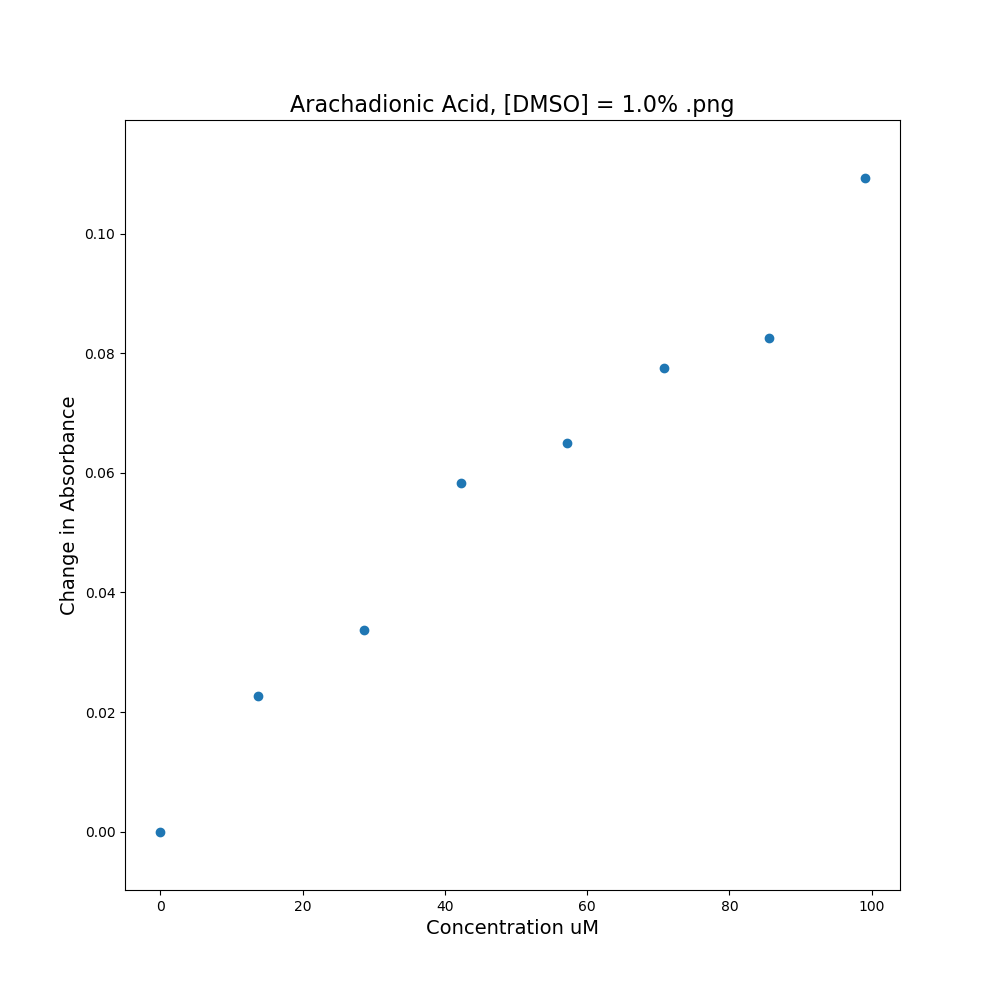 Arachadionic Acid, [DMSO] = 1.0% .png
0.10
0.08
0.06
0.04
0.02
0.00
Change in Absorbance
0 20 40 60 80 100
Concentration uM